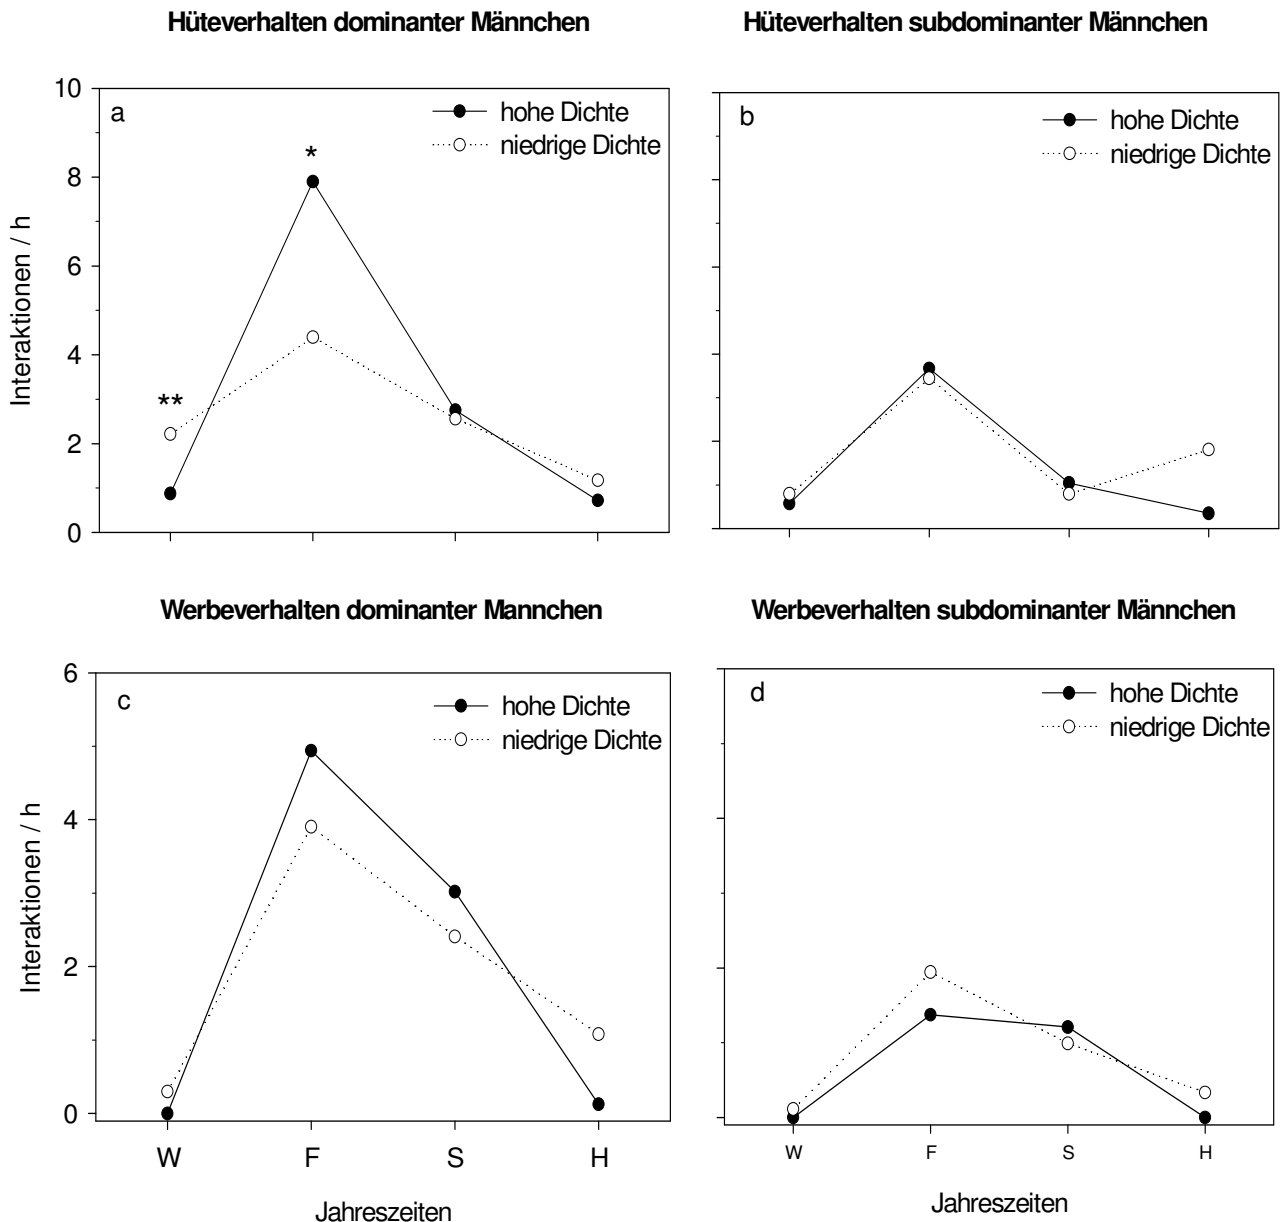 Hüteverhalten dominanter Männchen
Hüteverhalten subdominanter Männchen
a
hohe Dichte
niedrige Dichte
*
**
10
8
6
4
2
0
Interaktionen / h
b
hohe Dichte
niedrige Dichte
Werbeverhalten dominanter Mannchen
Werbeverhalten subdominanter Männchen
c
hohe Dichte
niedrige Dichte
6
4
2
0
Interaktionen / h
W F S H
Jahreszeiten
d
hohe Dichte
niedrige Dichte
W F S H
Jahreszeiten